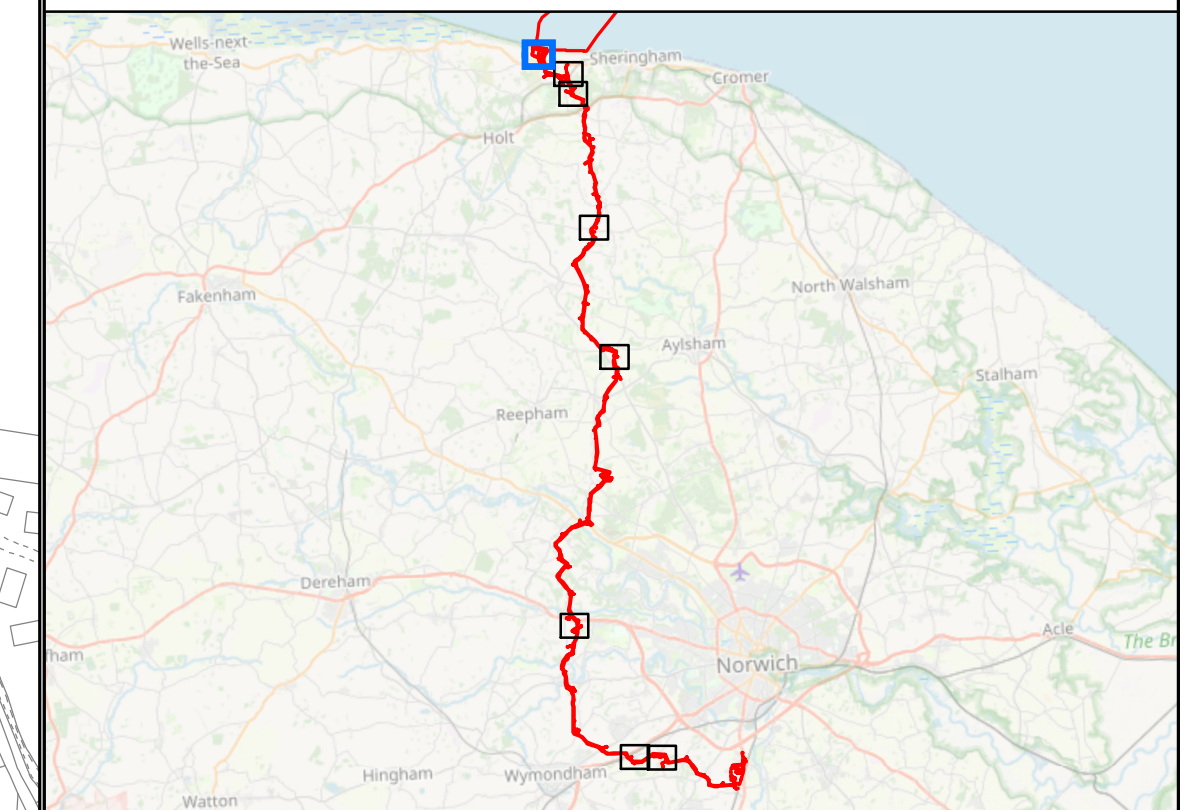 Wells-next-
the-Sea
Sheringham
Cromer
Holt
North Walsham
Fakenham
Aylsham
Stalham
Reepham
Dereham
Acle
The Br
fham
Norwich
Hingham
Wymondham
Watton